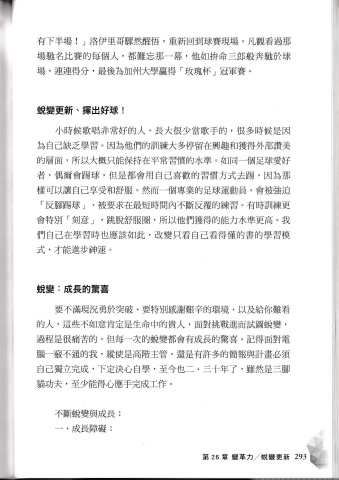 有下半場！」洛伊里哥驟然醒悟，重新回到球賽現場。凡觀看過那
場馳名比賽的每個人，都難忘那一幕，他如拚命三郎般奔馳於球
場，連連得分，最後為加州大學贏得「玫瑰杯」冠軍賽。
蛻變更新、揮出好球！
小時候歌唱非常好的人，長大很少當歌手的，很多時候是因
為自己缺乏學習。因為他們的訓練大多停留在興趣和獲得外部讚美
的層面，所以大概只能保持在平常習慣的水準。如同一個足球愛好
者，偶爾會踢球，但是都會用自己喜歡的習慣方式去踢，因為那
樣可以讓自己享受和舒服。然而一個專業的足球運動員，會被強迫
「反腳踢球」、被要求在最短時間內不斷反覆的練習。有時訓練更
會特別「刻意」，跳脫舒服圈，所以他們獲得的能力水準更高。我
們自己在學習時也應該如此，改變只看自己看得懂的書的學習模
式，才能進步神速。
蛻變：成長的驚喜
要不滿現況勇於突破、要特別感謝艱辛的環境、以及給你難看
的人，這些不如意肯定是生命中的貴人，面對挑戰進而試圖蛻變，
過程是很痛苦的，但每一次的蛻變都會有成長的驚喜。記得面對電
腦一竅不通的我，縱使是高階主管，還是有許多的簡報與計畫必須
自己獨立完成，下定決心自學，至今也二、三十年了，雖然是三腳
貓功夫，至少能得心應手完成工作。
不斷蛻變與成長：
一、成長障礙：
第 26 章 變革力／蛻變更新 293